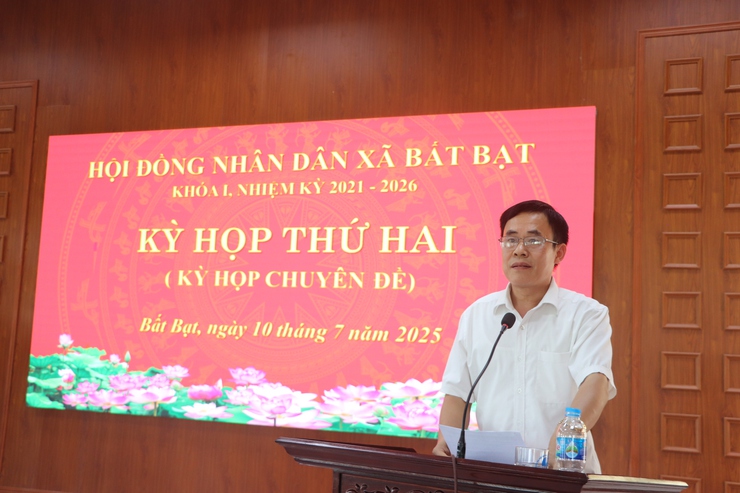 HỘI ĐỒNG NHÂN DÂN XÃ BẤT BẠT
KHÓA I, NHIỆM KỲ 2021 - 2026
KỲ HỌP THỨ HAI
( KỲ HỌP CHUYÊN ĐỀ)
Bất Bạt, ngày 10 tháng 7 năm 2025